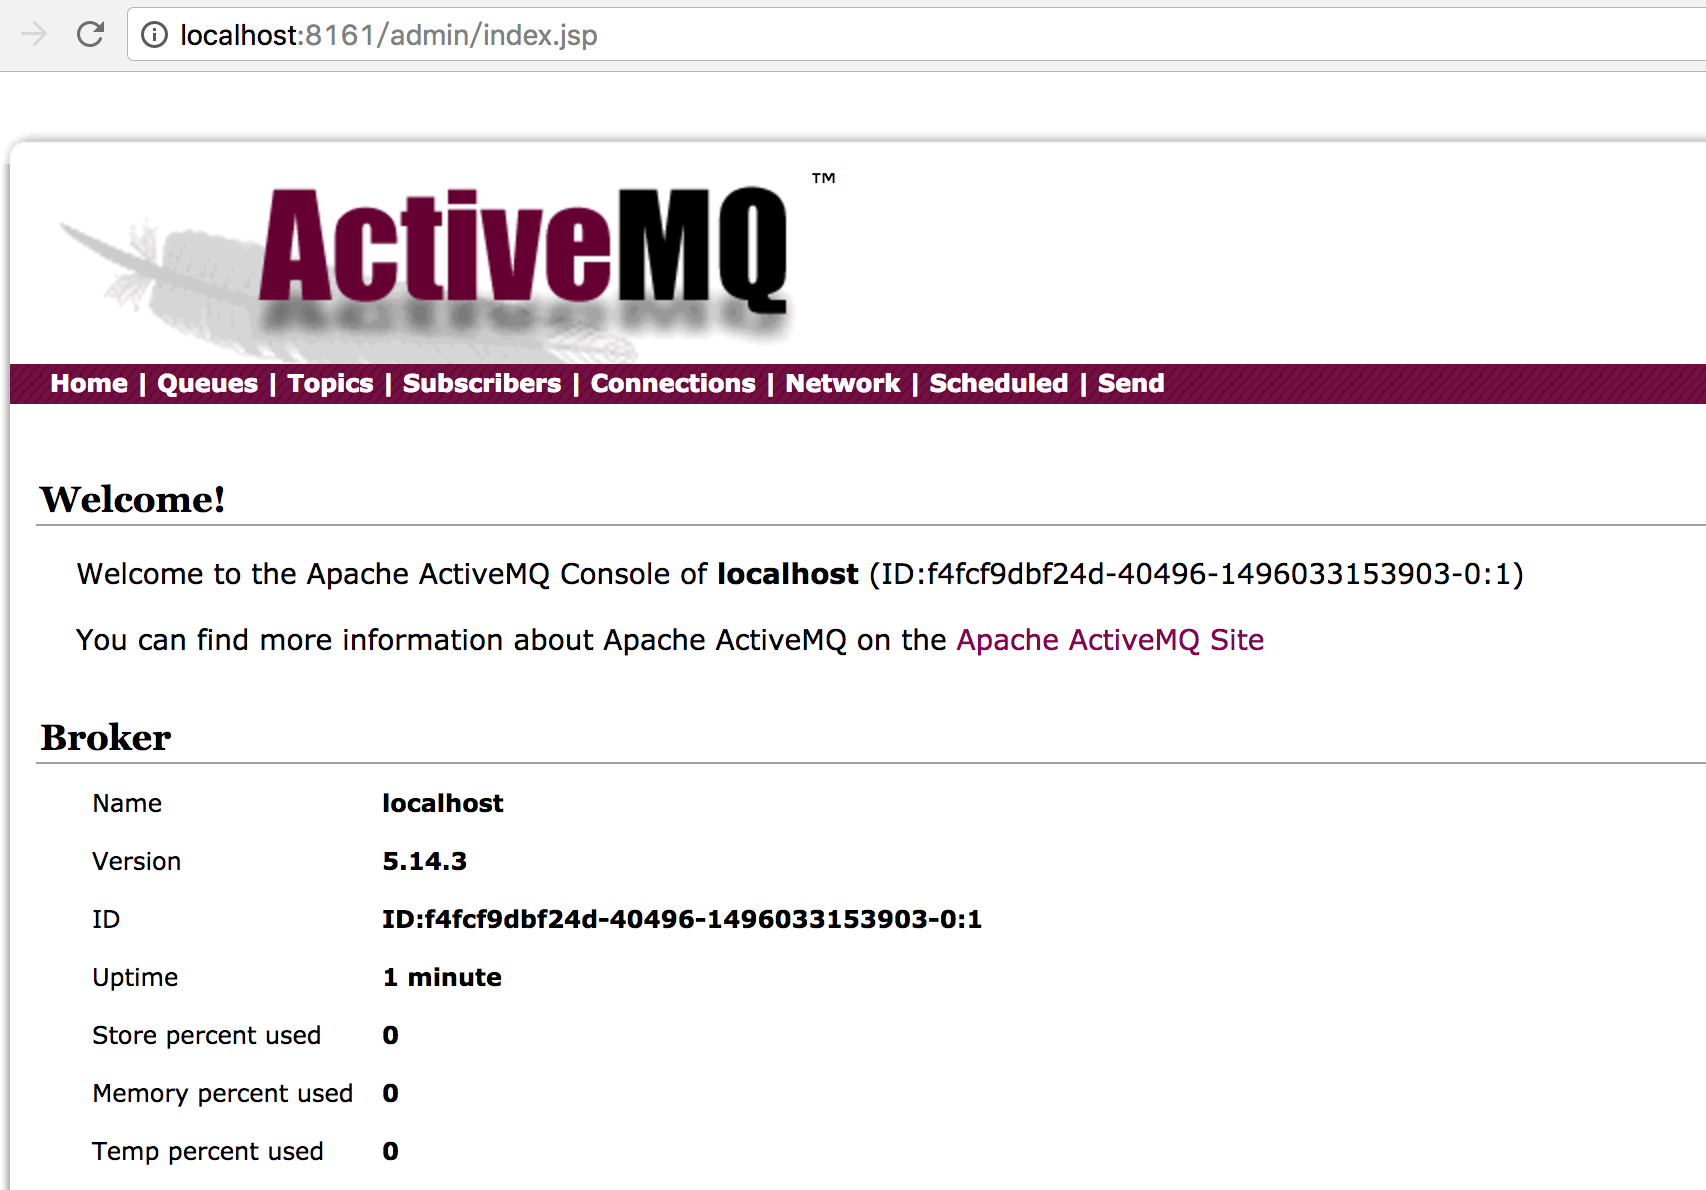 localhost:8161/admin/index.jsp
ActiveMQ ™
Home | Queues | Topics | Subscribers | Connections | Network | Scheduled | Send
Welcome!
Welcome to the Apache ActiveMQ Console of localhost (ID:f4fcf9dbf24d-40496-1496033153903-0:1)
You can find more information about Apache ActiveMQ on the Apache ActiveMQ Site
Broker
Name localhost
Version 5.14.3
ID ID:f4fcf9dbf24d-40496-1496033153903-0:1
Uptime 1 minute
Store percent used 0
Memory percent used 0
Temp percent used 0